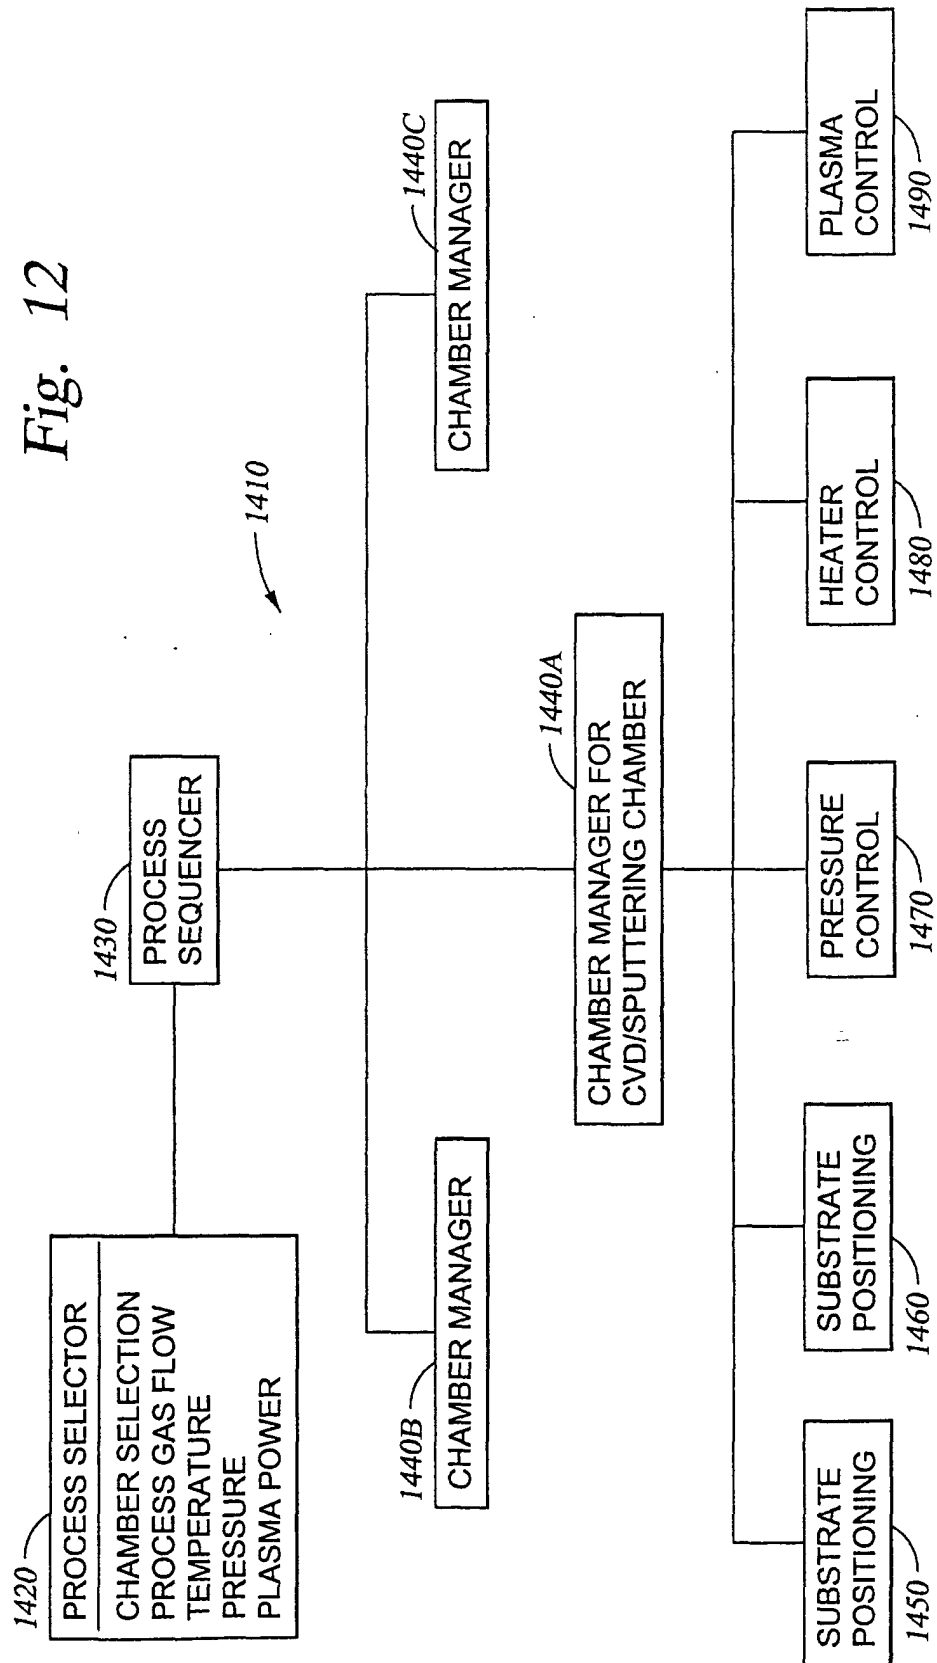 Fig. 12
1410
1420
PROCESS SELECTOR
CHAMBER SELECTION
PROCESS GAS FLOW
TEMPERATURE
PRESSURE
PLASMA POWER
1430
PROCESS
SEQUENCER
1440B
CHAMBER MANAGER
1440C
CHAMBER MANAGER
1440A
CHAMBER MANAGER FOR
CVD/SPUTTERING CHAMBER
SUBSTRATE
POSITIONING
1450
SUBSTRATE
POSITIONING
1460
PRESSURE
CONTROL
1470
HEATER
CONTROL
1480
PLASMA
CONTROL
1490